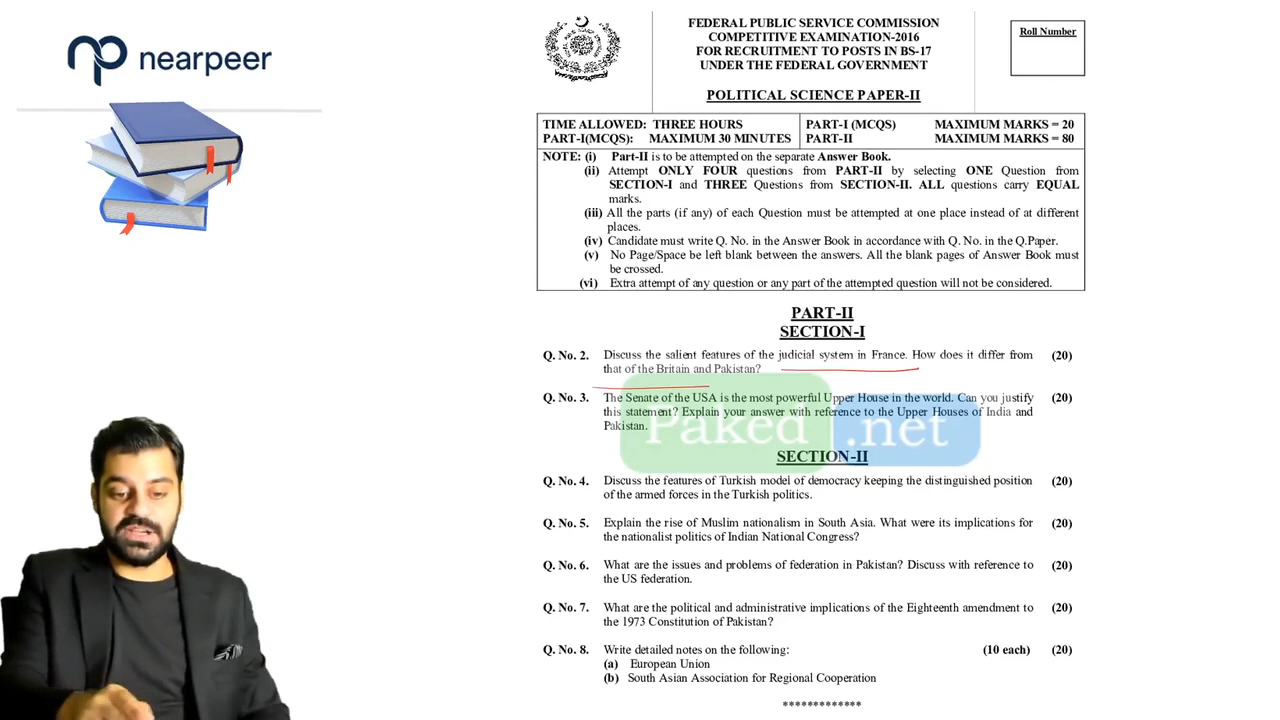 nearpeer
FEDERAL PUBLIC SERVICE COMMISSION
COMPETITIVE EXAMINATION-2016
FOR RECRUITMENT TO POSTS IN BS-17
UNDER THE FEDERAL GOVERNMENT
Roll Number
POLITICAL SCIENCE PAPER-II
TIME ALLOWED: THREE HOURS PART-I (MCQS) MAXIMUM MARKS = 20
PART-I(MCQS): MAXIMUM 30 MINUTES PART-II MAXIMUM MARKS = 80
NOTE: (i) Part-II is to be attempted on the separate Answer Book.
(ii) Attempt ONLY FOUR questions from PART-II by selecting ONE Question from
SECTION-I and THREE Questions from SECTION-II. ALL questions carry EQUAL
marks.
(iii) All the parts (if any) of each Question must be attempted at one place instead of at different
places.
(iv) Candidate must write Q. No. in the Answer Book in accordance with Q. No. in the Q.Paper.
(v) No Page/Space be left blank between the answers. All the blank pages of Answer Book must
be crossed.
(vi) Extra attempt of any question or any part of the attempted question will not be considered.
PART-II
SECTION-I
Q. No. 2. Discuss the salient features of the judicial system in France. How does it differ from (20)
that of the Britain and Pakistan?
Q. No. 3. The Senate of the USA is the most powerful Upper House in the world. Can you justify (20)
this statement? Explain your answer with reference to the Upper Houses of India and
Pakistan.
Paked .net
SECTION-II
Q. No. 4. Discuss the features of Turkish model of democracy keeping the distinguished position (20)
of the armed forces in the Turkish politics.
Q. No. 5. Explain the rise of Muslim nationalism in South Asia. What were its implications for (20)
the nationalist politics of Indian National Congress?
Q. No. 6. What are the issues and problems of federation in Pakistan? Discuss with reference to (20)
the US federation.
Q. No. 7. What are the political and administrative implications of the Eighteenth amendment to (20)
the 1973 Constitution of Pakistan?
Q. No. 8. Write detailed notes on the following: (10 each) (20)
(a) European Union
(b) South Asian Association for Regional Cooperation
*************